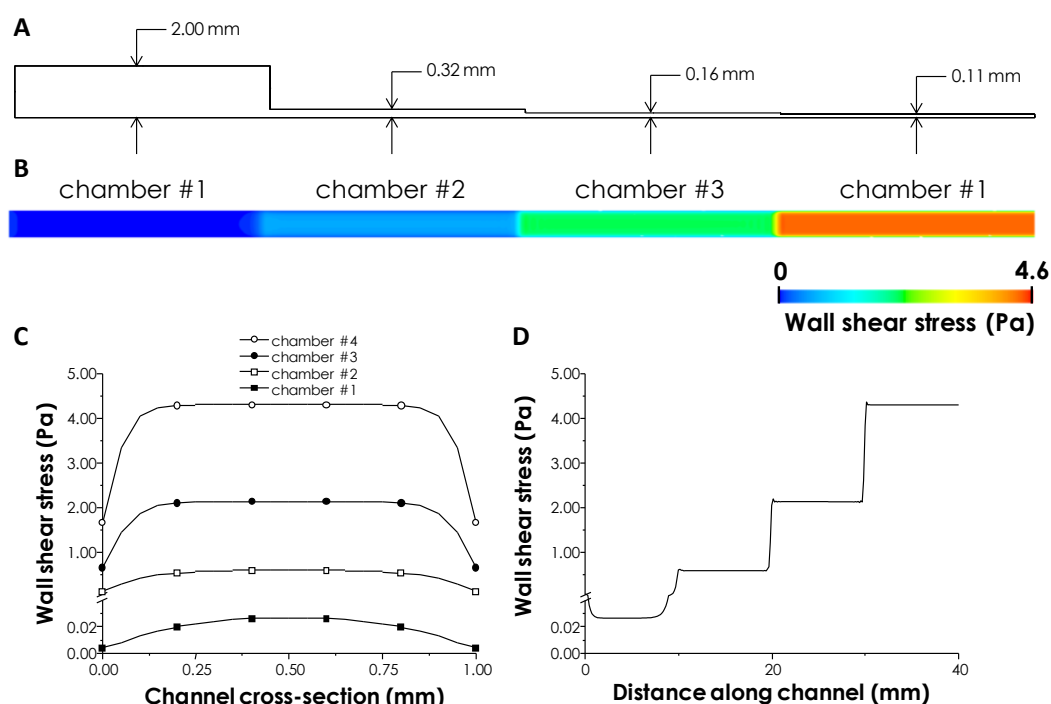 A
2.00 mm
0.32 mm
0.16 mm
0.11 mm
B
chamber #1 chamber #2 chamber #3 chamber #1
0 4.6
Wall shear stress (Pa)
C
chamber #4
chamber #3
chamber #2
chamber #1
5.00
4.00
3.00
2.00
1.00
0.02
0.00
Wall shear stress (Pa)
0.00 0.25 0.50 0.75 1.00
Channel cross-section (mm)
D
5.00
4.00
3.00
2.00
1.00
0.02
0.00
Wall shear stress (Pa)
0 20 40
Distance along channel (mm)